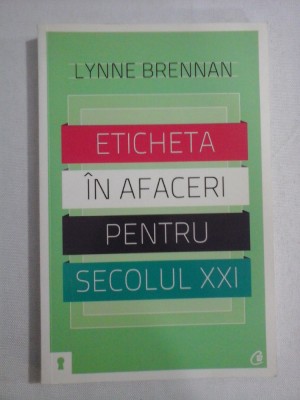 LYNNE BRENNAN
ETICHETA
ÎN AFACERI
PENTRU
SECOLUL XXI